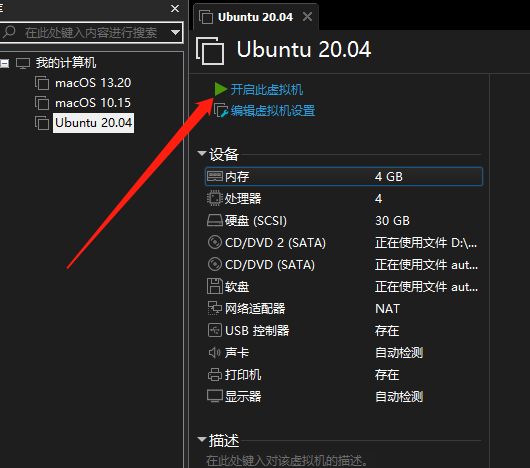 库
在此处键入内容进行搜索
我的计算机
macOS 13.20
macOS 10.15
Ubuntu 20.04
Ubuntu 20.04
Ubuntu 20.04
开启此虚拟机
编辑虚拟机设置
设备
内存 4 GB
处理器 4
硬盘 (SCSI) 30 GB
CD/DVD 2 (SATA) 正在使用文件 D:\...
CD/DVD (SATA) 正在使用文件 aut...
软盘 正在使用文件 aut...
网络适配器 NAT
USB 控制器 存在
声卡 自动检测
打印机 存在
显示器 自动检测
描述
在此处键入对该虚拟机的描述。